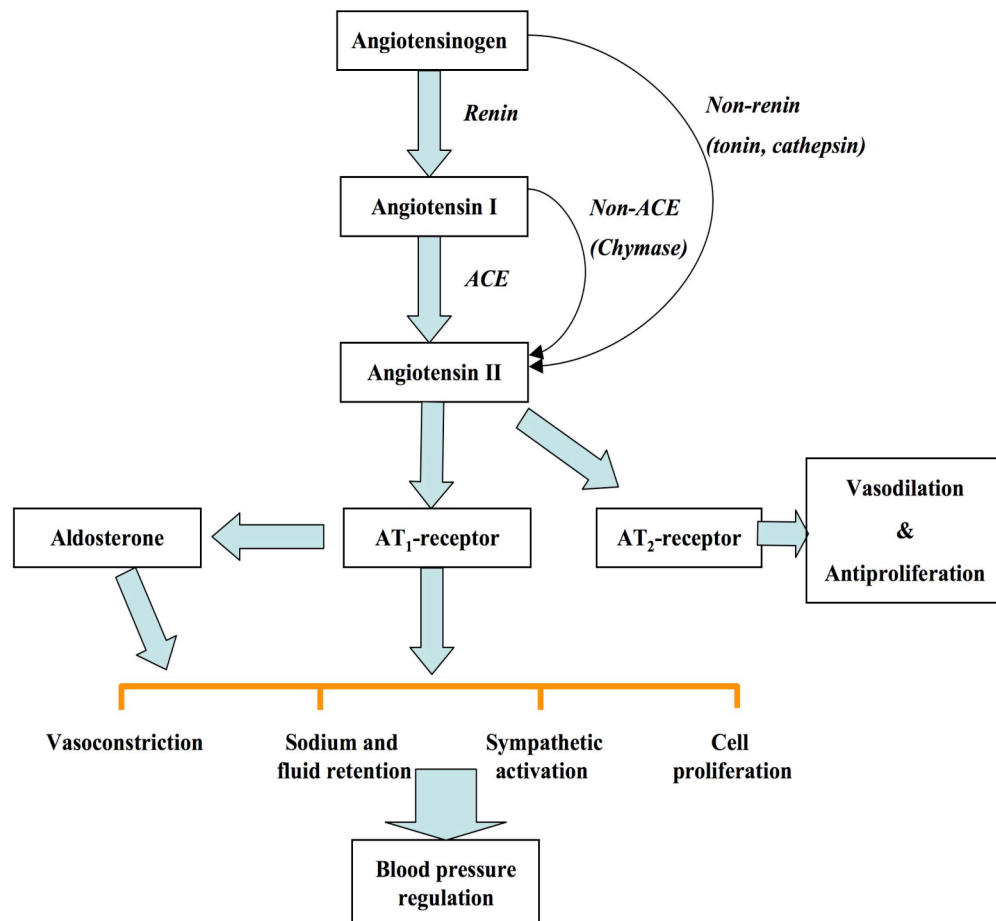 Angiotensinogen
Renin
Non-renin
(tonin, cathepsin)
Angiotensin I
Non-ACE
(Chymase)
ACE
Angiotensin II
Aldosterone
AT₁-receptor
AT₂-receptor
Vasodilation
&
Antiproliferation
Vasoconstriction
Sodium and
fluid retention
Sympathetic
activation
Cell
proliferation
Blood pressure
regulation